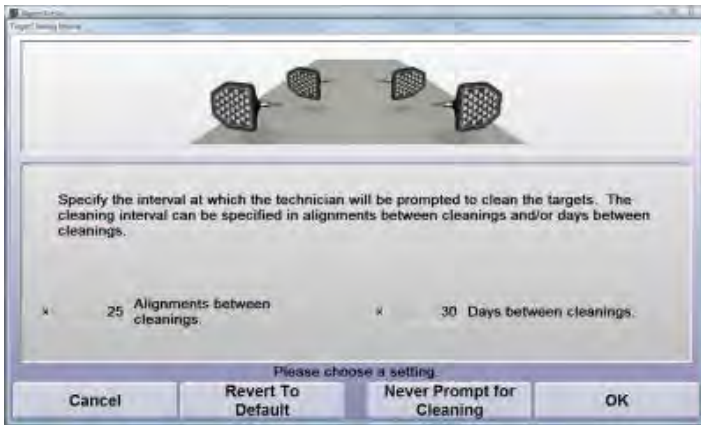 Specify the interval at which the technician will be prompted to clean the targets. The
cleaning interval can be specified in alignments between cleanings and/or days between
cleanings.
x 25 Alignments between
cleanings.
x 30 Days between cleanings.
Please choose a setting
Cancel
Revert To
Default
Never Prompt for
Cleaning
OK